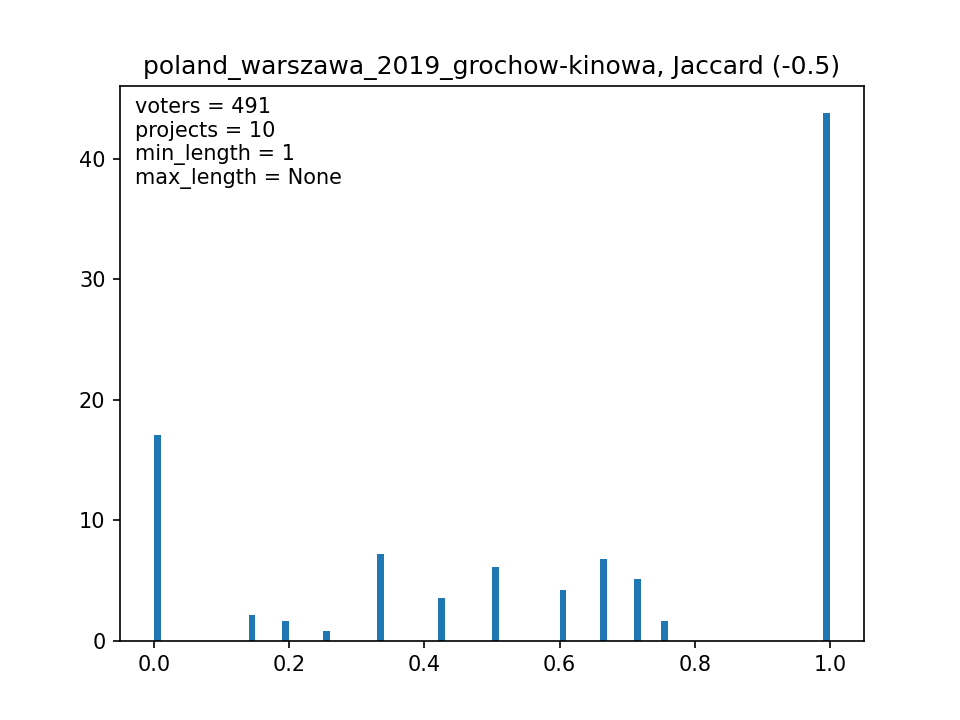 poland_warszawa_2019_grochow-kinowa, Jaccard (-0.5)
voters = 491
projects = 10
min_length = 1
max_length = None
40
30
20
10
0
0.0 0.2 0.4 0.6 0.8 1.0